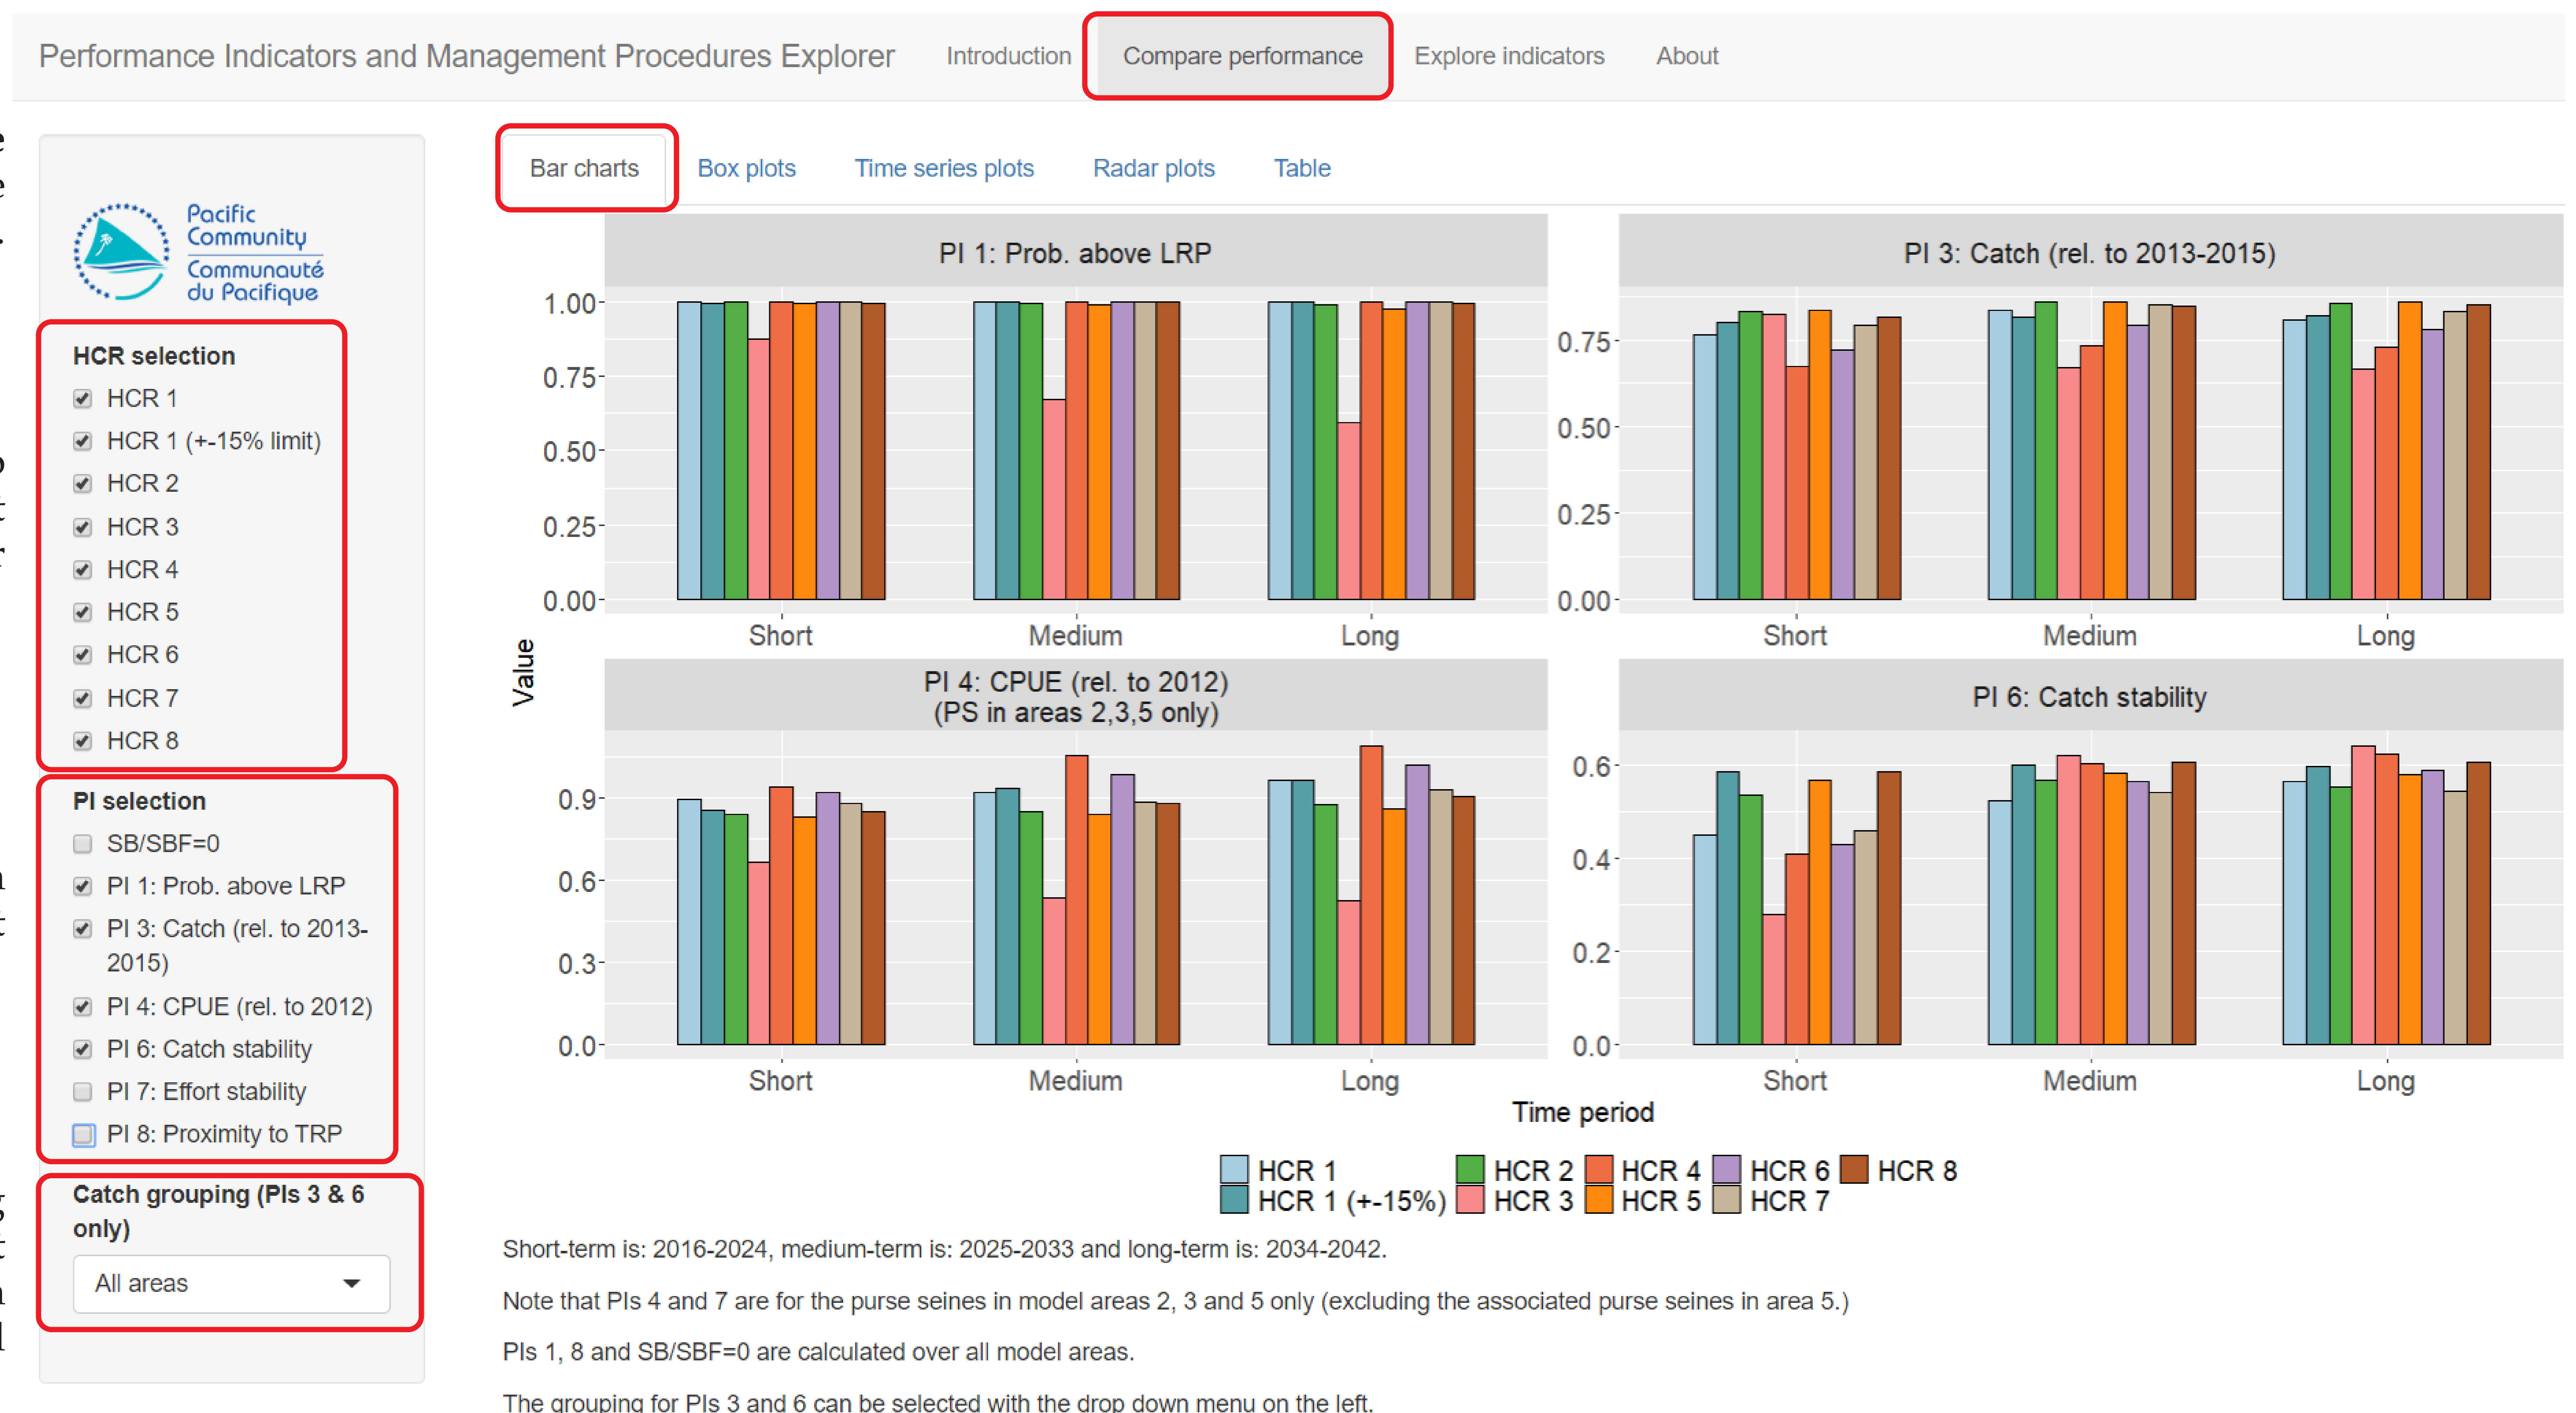 Performance Indicators and Management Procedures Explorer Introduction Compare performance Explore indicators About
Pacific
Community
Communauté
du Pacifique
HCR selection
HCR 1
HCR 1 (+-15% limit)
HCR 2
HCR 3
HCR 4
HCR 5
HCR 6
HCR 7
HCR 8
PI selection
SB/SBF=0
PI 1: Prob. above LRP
PI 3: Catch (rel. to 2013-
2015)
PI 4: CPUE (rel. to 2012)
PI 6: Catch stability
PI 7: Effort stability
PI 8: Proximity to TRP
Catch grouping (PIs 3 & 6
only)
All areas
Bar charts Box plots Time series plots Radar plots Table
PI 1: Prob. above LRP
1.00
0.75
0.50
0.25
0.00
Short Medium Long
PI 3: Catch (rel. to 2013-2015)
0.75
0.50
0.25
0.00
Short Medium Long
Value
PI 4: CPUE (rel. to 2012)
(PS in areas 2,3,5 only)
0.9
0.6
0.3
0.0
Short Medium Long
PI 6: Catch stability
0.6
0.4
0.2
0.0
Short Medium Long
Time period
HCR 1 HCR 2 HCR 4 HCR 6 HCR 8
HCR 1 (+-15%) HCR 3 HCR 5 HCR 7
Short-term is: 2016-2024, medium-term is: 2025-2033 and long-term is: 2034-2042.
Note that PIs 4 and 7 are for the purse seines in model areas 2, 3 and 5 only (excluding the associated purse seines in area 5.)
PIs 1, 8 and SB/SBF=0 are calculated over all model areas.
The grouping for PIs 3 and 6 can be selected with the drop down menu on the left.